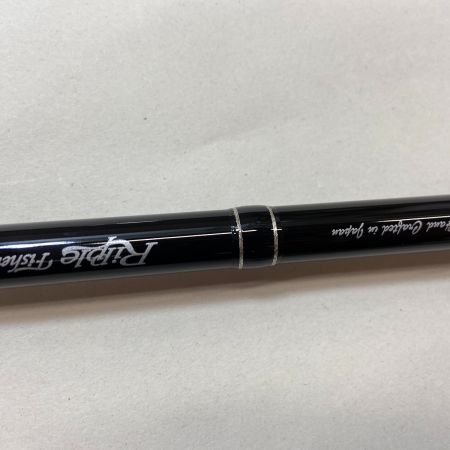 Ripple Fisher
Hand Crafted in Japan